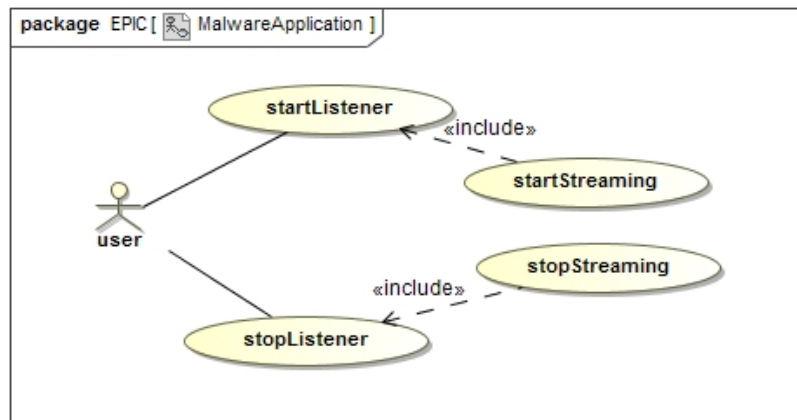 package EPIC [ MalwareApplication ]
startListener
«include»
startStreaming
user
stopStreaming
«include»
stopListener